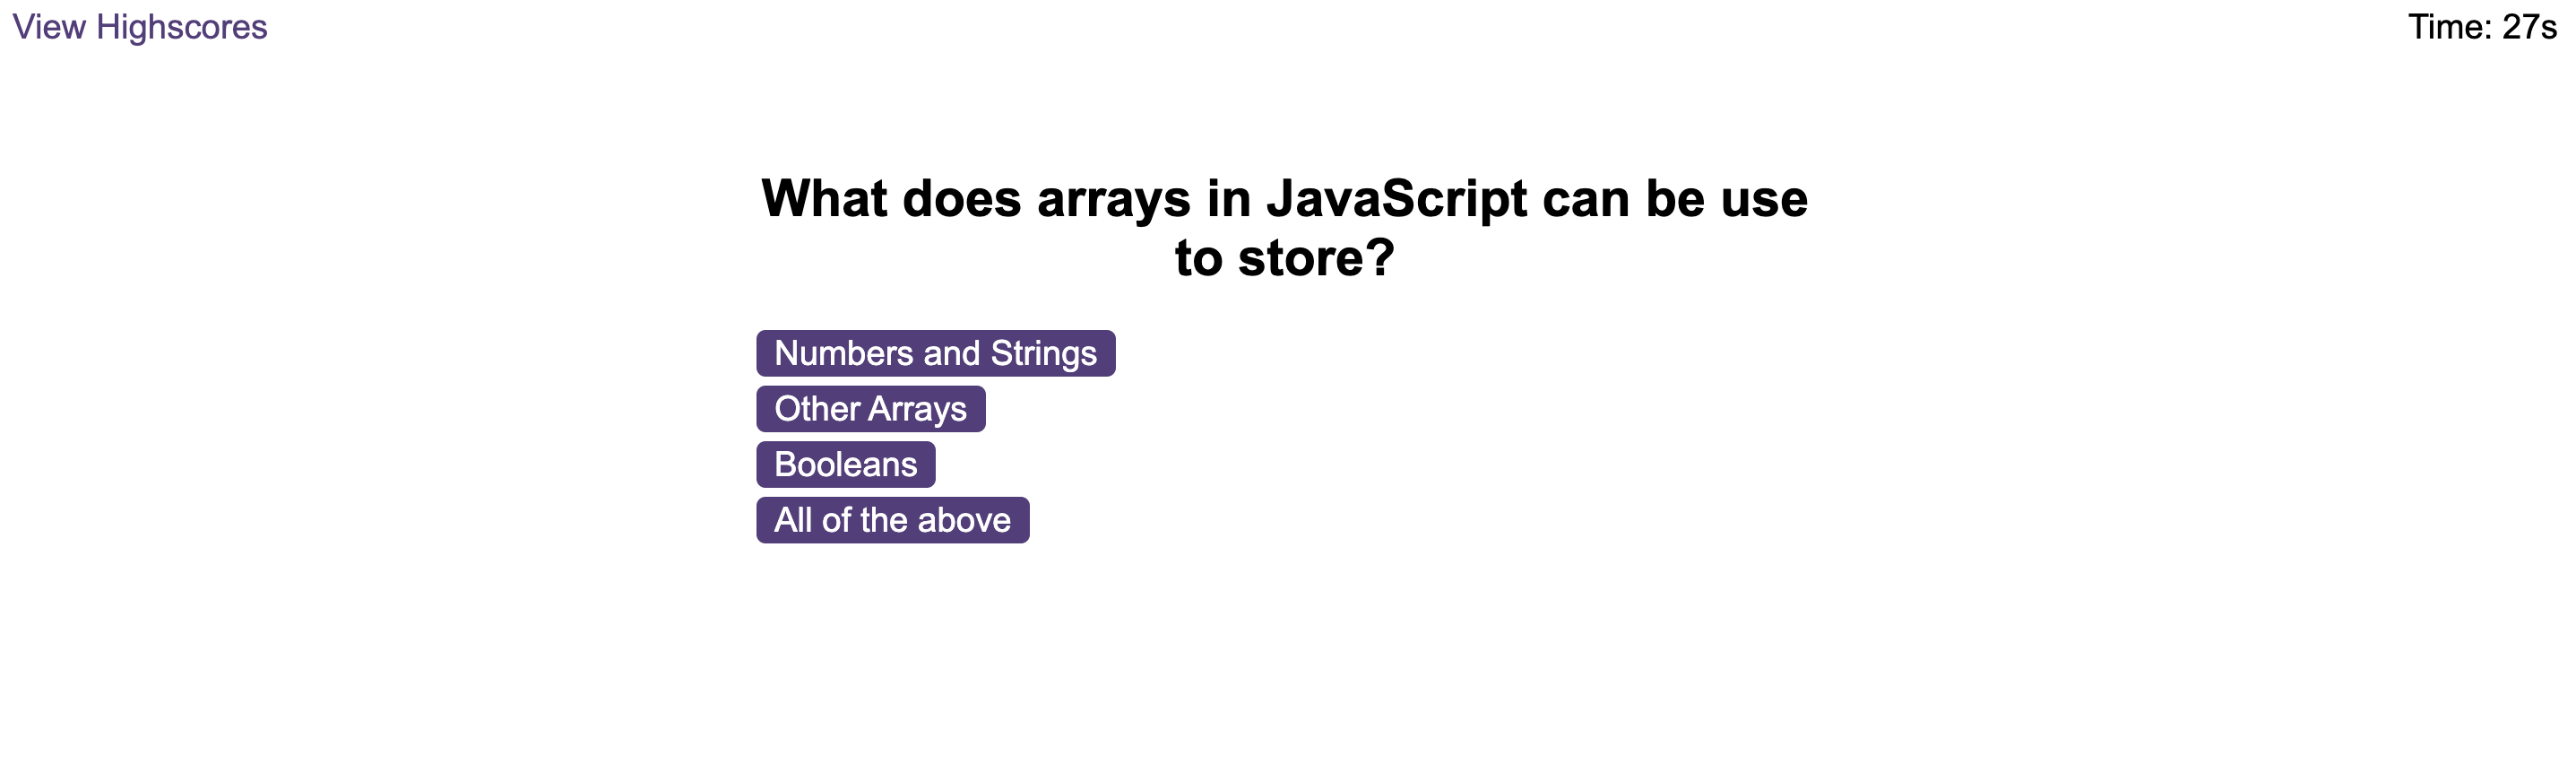 View Highscores
Time: 27s
What does arrays in JavaScript can be use
to store?
Numbers and Strings
Other Arrays
Booleans
All of the above